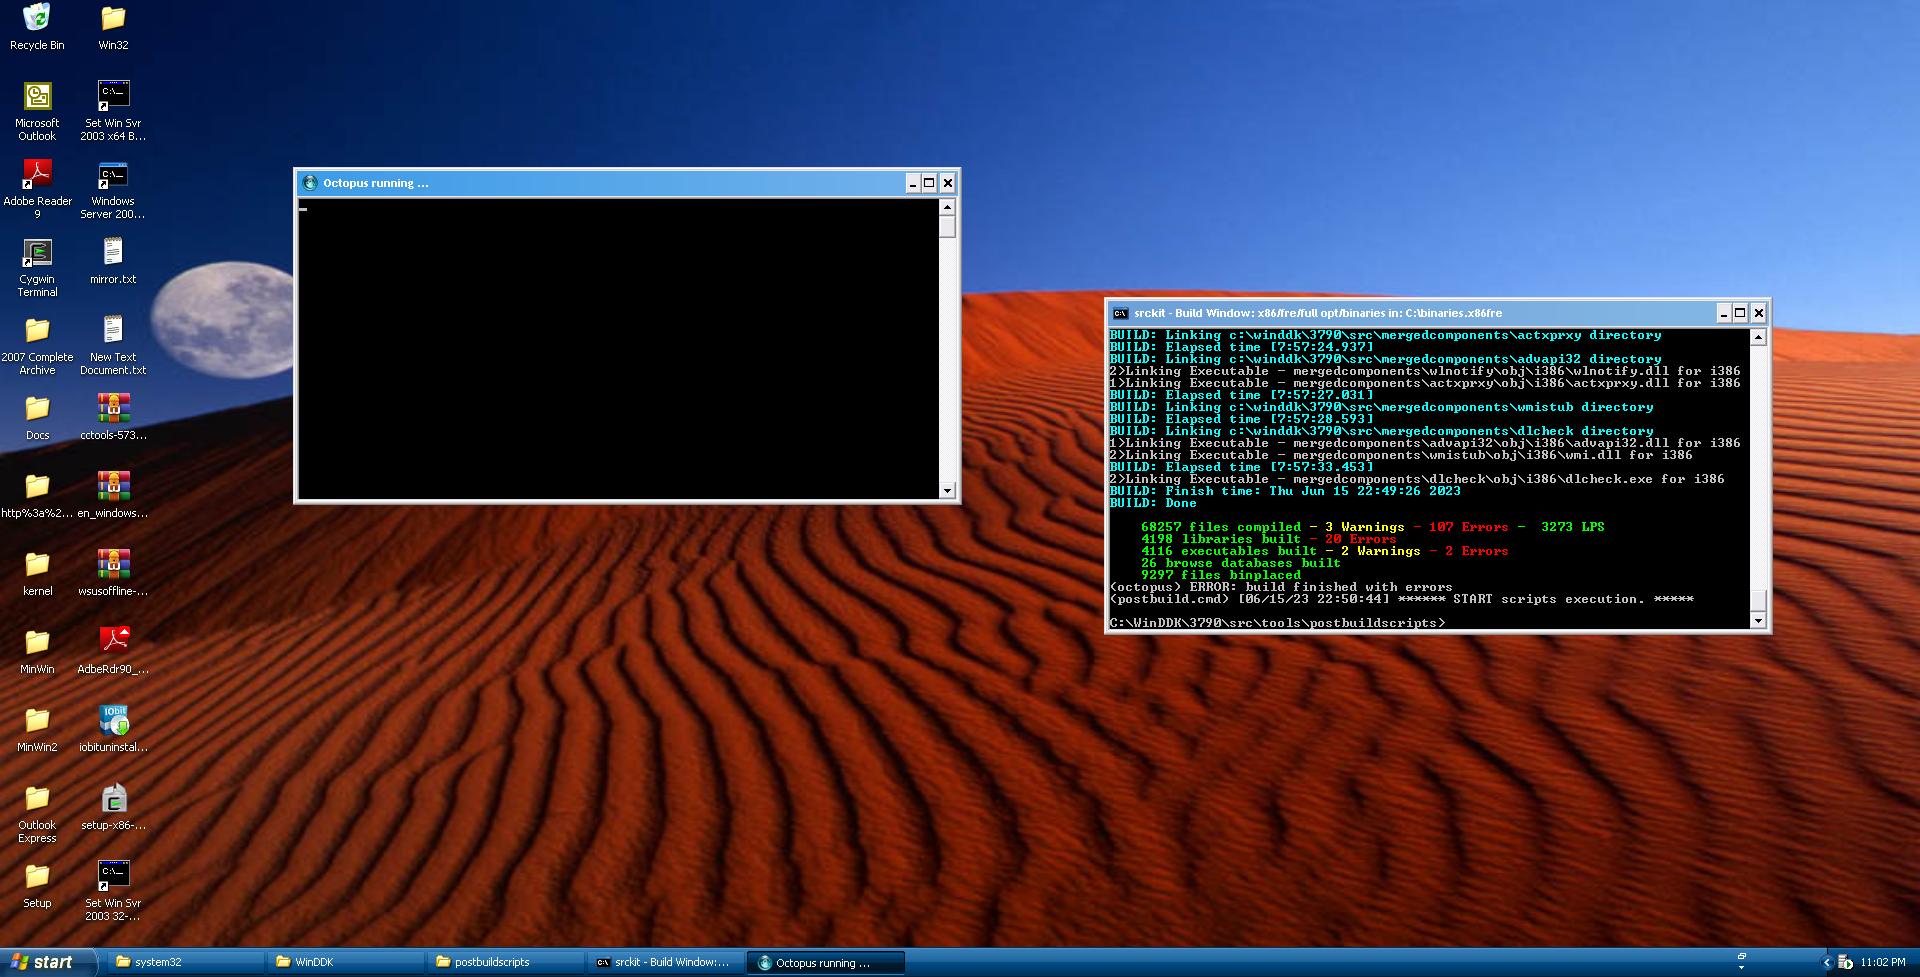 Recycle Bin
Win32
Microsoft
Outlook
Set Win Svr
2003 x64 B...
Adobe Reader
9
Windows
Server 200...
Cygwin
Terminal
mirror.txt
2007 Complete
Archive
New Text
Document.txt
Docs
cctools-573...
http%3a%2...
en_windows...
kernel
wsusoffline-...
MinWin
AdbeRdr90_...
MinWin2
IObit
iobituninstal...
Outlook
Express
setup-x86-...
Setup
Set Win Svr
2003 32-...
Octopus running ...
srckit - Build Window: x86/fre/full opt/binaries in: C:\binaries.x86fre
BUILD: Linking c:\winddk\3790\src\mergedcomponents\actxprxy directory
BUILD: Elapsed time [7:57:24.937]
BUILD: Linking c:\winddk\3790\src\mergedcomponents\advapi32 directory
2>Linking Executable - mergedcomponents\wlnotify\obj\i386\wlnotify.dll for i386
1>Linking Executable - mergedcomponents\actxprxy\obj\i386\actxprxy.dll for i386
BUILD: Elapsed time [7:57:27.031]
BUILD: Linking c:\winddk\3790\src\mergedcomponents\wmistub directory
BUILD: Elapsed time [7:57:28.593]
BUILD: Linking c:\winddk\3790\src\mergedcomponents\dlcheck directory
1>Linking Executable - mergedcomponents\advapi32\obj\i386\advapi32.dll for i386
2>Linking Executable - mergedcomponents\wmistub\obj\i386\wmi.dll for i386
BUILD: Elapsed time [7:57:33.453]
2>Linking Executable - mergedcomponents\dlcheck\obj\i386\dlcheck.exe for i386
BUILD: Finish time: Thu Jun 15 22:49:26 2023
BUILD: Done
68257 files compiled - 3 Warnings - 107 Errors - 3273 LPS
4198 libraries built - 20 Errors
4116 executables built - 2 Warnings - 2 Errors
26 browse databases built
9297 files binplaced
(octopus) ERROR: build finished with errors
(postbuild.cmd) [06/15/23 22:50:44] ****** START scripts execution. *****
C:\WinDDK\3790\src\tools\postbuildscripts>
start
system32
WinDDK
postbuildscripts
srckit - Build Window:...
Octopus running ...
11:02 PM